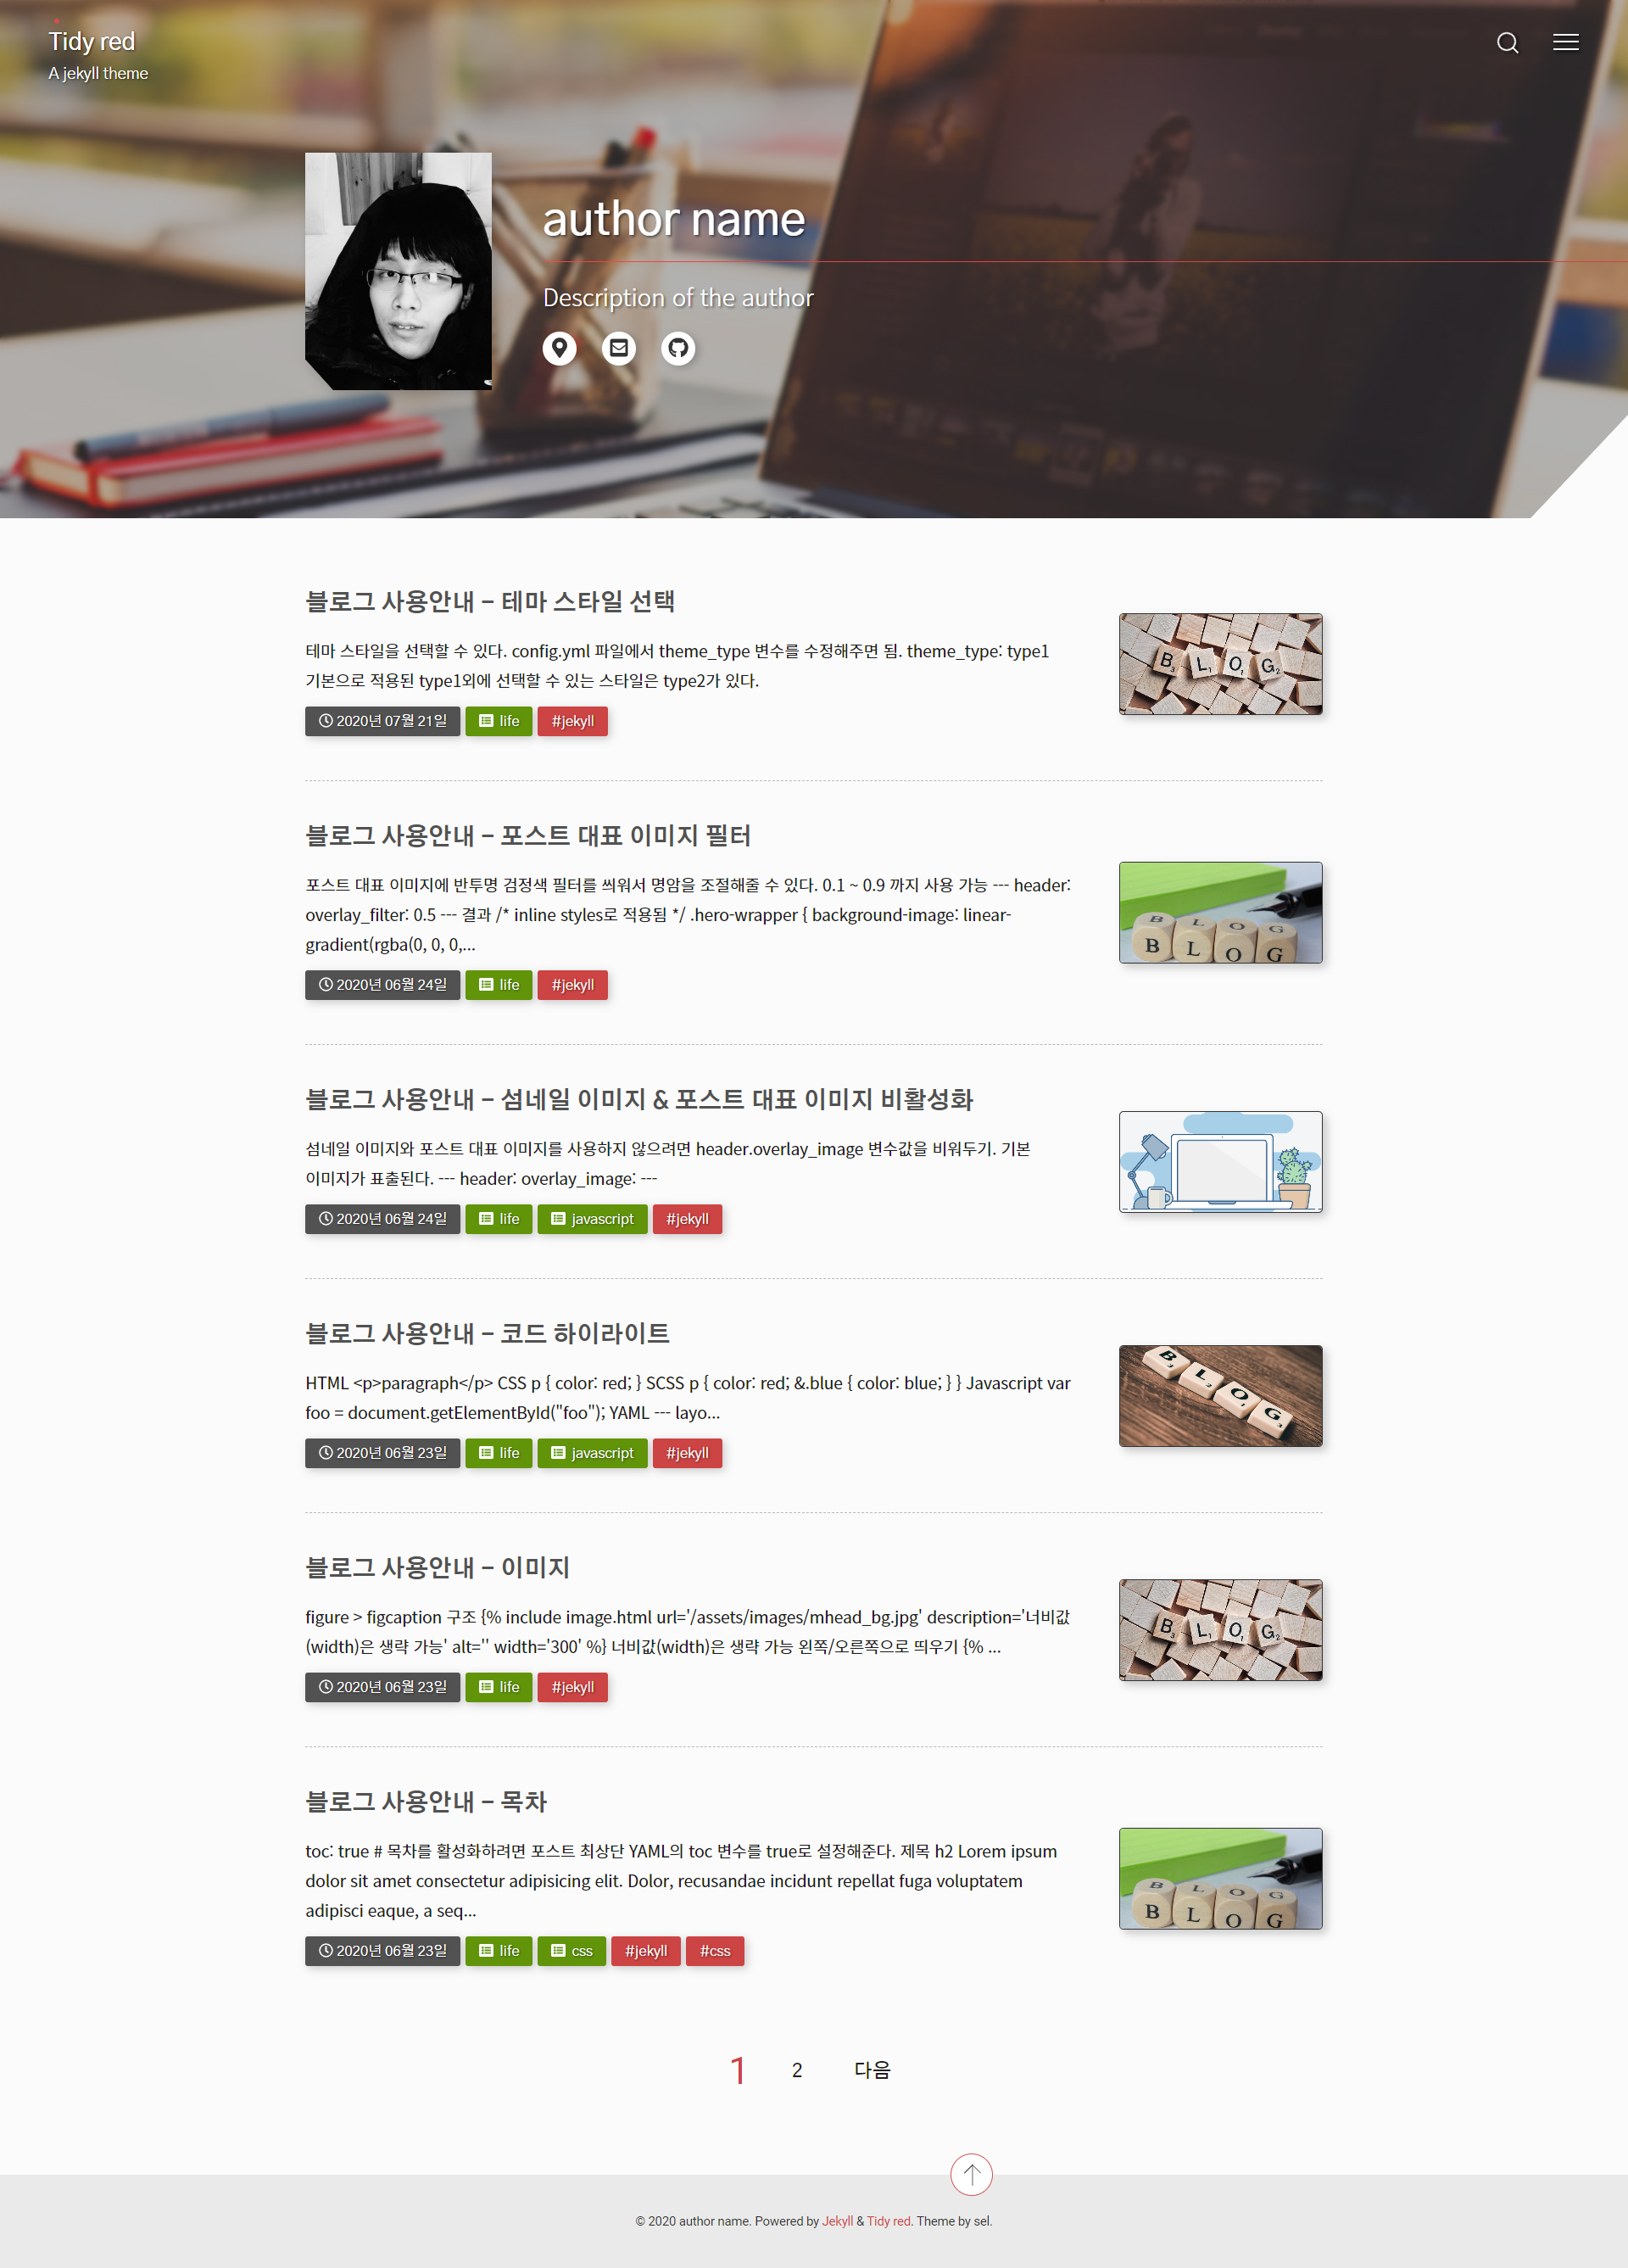 Tidy red
A jekyll theme
author name
Description of the author
블로그 사용안내 – 테마 스타일 선택
테마 스타일을 선택할 수 있다. config.yml 파일에서 theme_type 변수를 수정해주면 됨. theme_type: type1
기본으로 적용된 type1외에 선택할 수 있는 스타일은 type2가 있다.
2020년 07월 21일 life #jekyll
B L O G
블로그 사용안내 – 포스트 대표 이미지 필터
포스트 대표 이미지에 반투명 검정색 필터를 씌워서 명암을 조절해줄 수 있다. 0.1 ~ 0.9 까지 사용 가능 --- header:
overlay_filter: 0.5 --- 결과 /* inline styles로 적용됨 */ .hero-wrapper { background-image: linear-
gradient(rgba(0, 0, 0,...
2020년 06월 24일 life #jekyll
B L O G
B L O G
블로그 사용안내 – 섬네일 이미지 & 포스트 대표 이미지 비활성화
섬네일 이미지와 포스트 대표 이미지를 사용하지 않으려면 header.overlay_image 변수값을 비워두기. 기본
이미지가 표출된다. --- header: overlay_image: ---
2020년 06월 24일 life javascript #jekyll
블로그 사용안내 – 코드 하이라이트
HTML <p>paragraph</p> CSS p { color: red; } SCSS p { color: red; &.blue { color: blue; } } Javascript var
foo = document.getElementById("foo"); YAML --- layo...
2020년 06월 23일 life javascript #jekyll
B L O G
블로그 사용안내 – 이미지
figure > figcaption 구조 {% include image.html url='/assets/images/mhead_bg.jpg' description='너비값
(width)은 생략 가능' alt='' width='300' %} 너비값(width)은 생략 가능 왼쪽/오른쪽으로 띄우기 {% ...
2020년 06월 23일 life #jekyll
B L O G
블로그 사용안내 – 목차
toc: true # 목차를 활성화하려면 포스트 최상단 YAML의 toc 변수를 true로 설정해준다. 제목 h2 Lorem ipsum
dolor sit amet consectetur adipisicing elit. Dolor, recusandae incidunt repellat fuga voluptatem
adipisci eaque, a seq...
2020년 06월 23일 life css #jekyll #css
B L O G
B L O G
1 2 다음
© 2020 author name. Powered by Jekyll & Tidy red. Theme by sel.